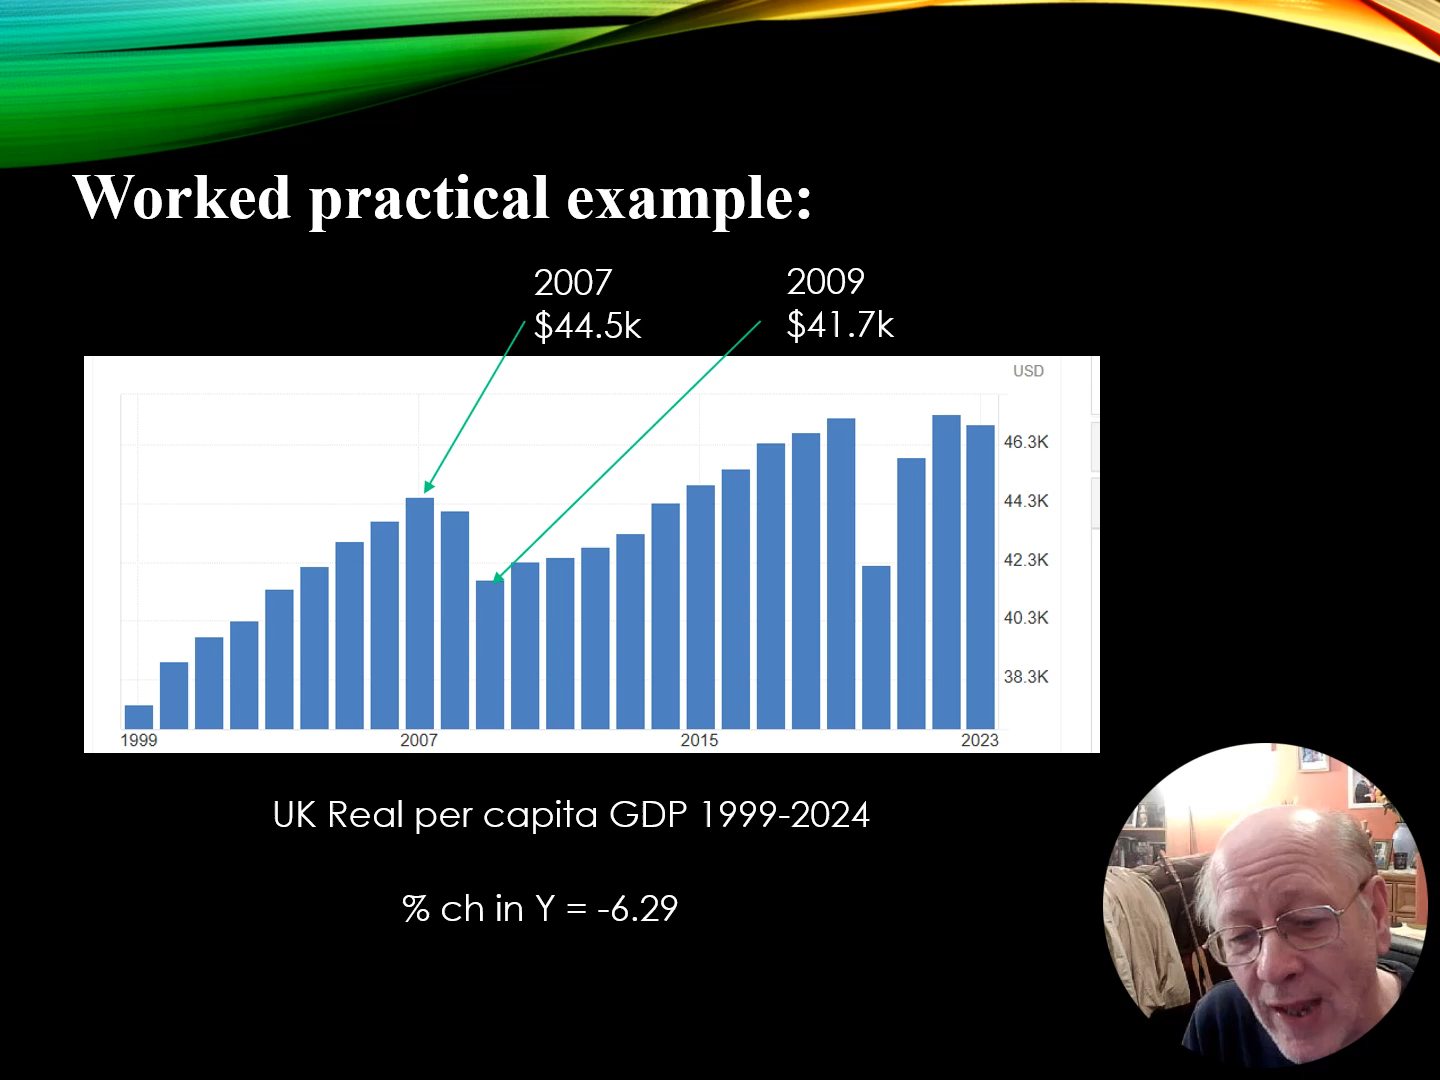 Worked practical example:
2007
$44.5k
2009
$41.7k
USD
46.3K
44.3K
42.3K
40.3K
38.3K
1999 2007 2015 2023
UK Real per capita GDP 1999-2024
% ch in Y = -6.29